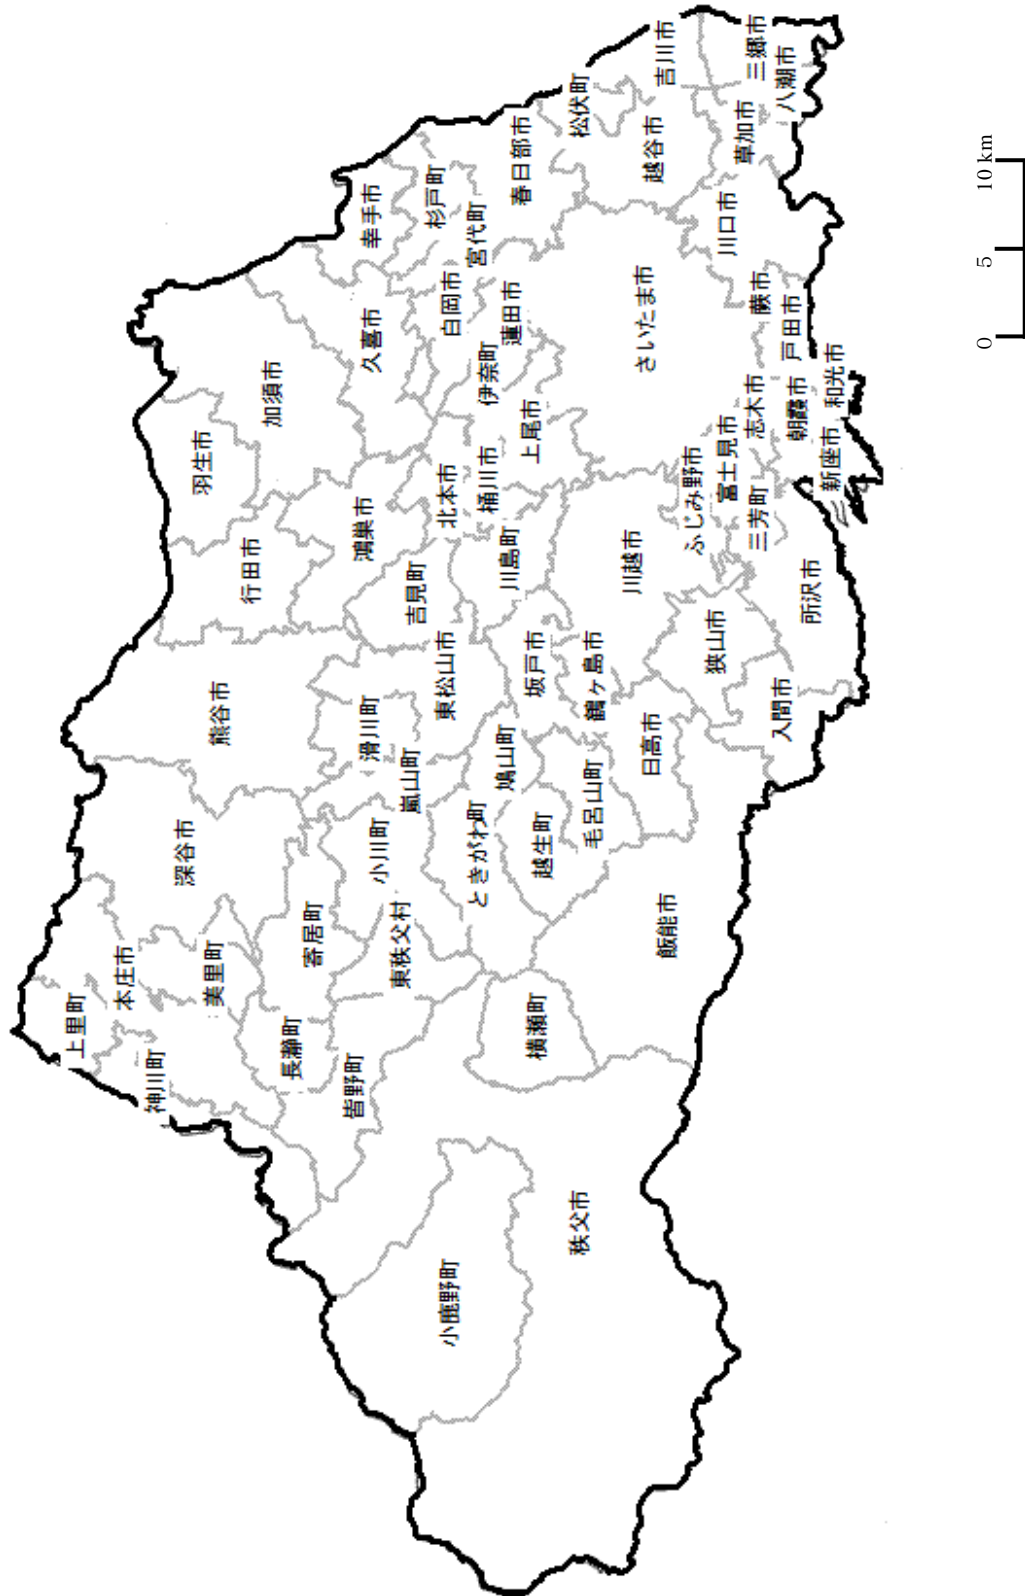 上里町
本庄市
神川町
美里町
深谷市
熊谷市
行田市
羽生市
加須市
長瀞町
寄居町
皆野町
小川町
滑川町
嵐山町
東秩父村
鴻巣市
吉見町
東松山市
久喜市
幸手市
杉戸町
宮代町
白岡市
蓮田市
伊奈町
北本市
桶川市
上尾市
川島町
小鹿野町
秩父市
横瀬町
ときがわ町
鳩山町
越生町
毛呂山町
坂戸市
鶴ヶ島市
日高市
飯能市
川越市
さいたま市
春日部市
松伏町
越谷市
吉川市
狭山市
入間市
所沢市
ふじみ野市
富士見市
三芳町
志木市
新座市
朝霞市
和光市
戸田市
蕨市
川口市
草加市
八潮市
三郷市
0 5 10 km